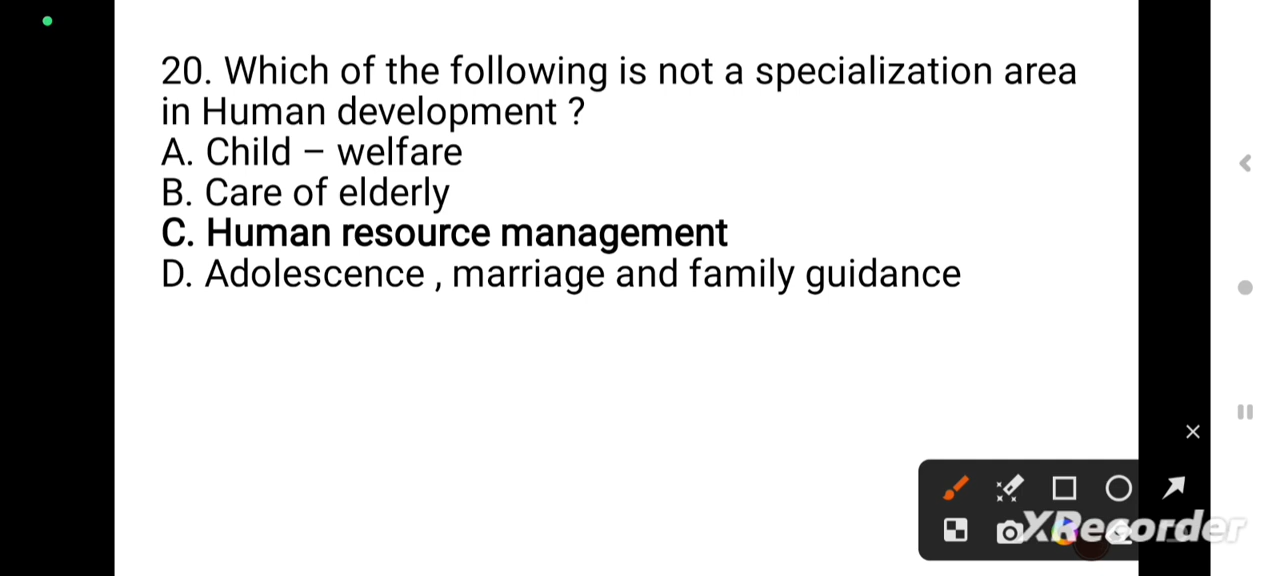 20. Which of the following is not a specialization area
in Human development ?
A. Child – welfare
B. Care of elderly
C. Human resource management
D. Adolescence , marriage and family guidance
XRecorder